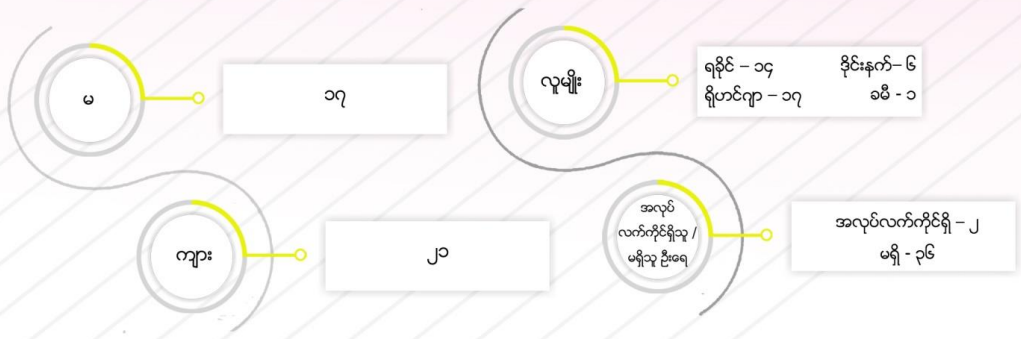 မ
၁၇
ကျား
၂၁
လူမျိုး
ရခိုင် – ၁၄ ဒိုင်းနက်– ၆
ရိုဟင်ဂျာ – ၁၇ ခမီ - ၁
အလုပ်
လက်ကိုင်ရှိသူ /
မရှိသူ ဦးရေ
အလုပ်လက်ကိုင်ရှိ – ၂
မရှိ - ၃၆